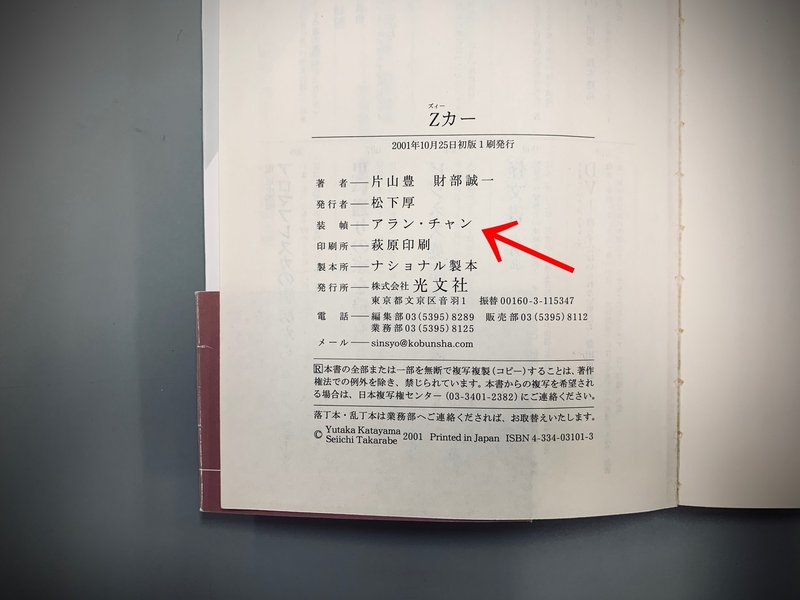 ズィー
Zカー
2001年10月25日初版1刷発行
著 者――片山豊 財部誠一
発行者――松下厚
装 幀――アラン・チャン
印刷所――萩原印刷
製本所――ナショナル製本
発行所――株式会社 光文社
東京都文京区音羽1 振替00160-3-115347
電 話――編集部03(5395)8289 販売部03(5395)8112
業務部03(5395)8125
メール――sinsyo@kobunsha.com
Ⓡ本書の全部または一部を無断で複写複製(コピー)することは、著作
権法での例外を除き、禁じられています。本書からの複写を希望され
る場合は、日本複写権センター(03-3401-2382)にご連絡ください。
落丁本・乱丁本は業務部へご連絡くだされば、お取替えいたします。
© Yutaka Katayama
Seiichi Takarabe 2001 Printed in Japan ISBN 4-334-03101-3